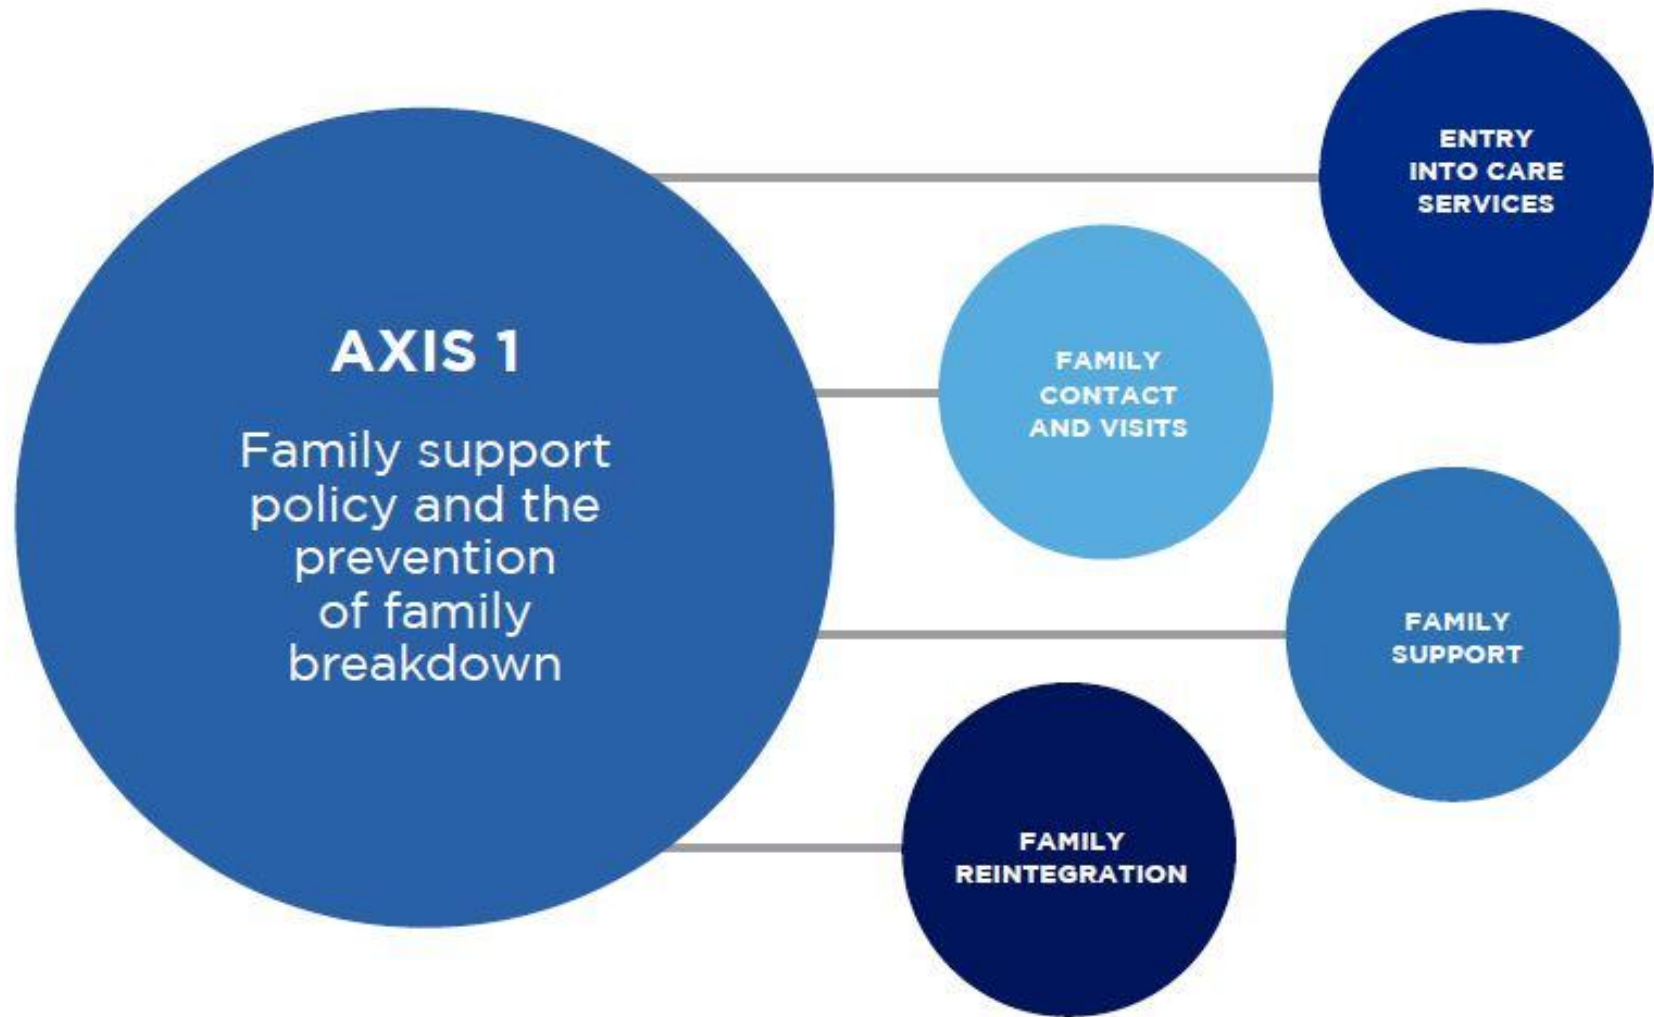 AXIS 1
Family support
policy and the
prevention
of family
breakdown
ENTRY
INTO CARE
SERVICES
FAMILY
CONTACT
AND VISITS
FAMILY
SUPPORT
FAMILY
REINTEGRATION